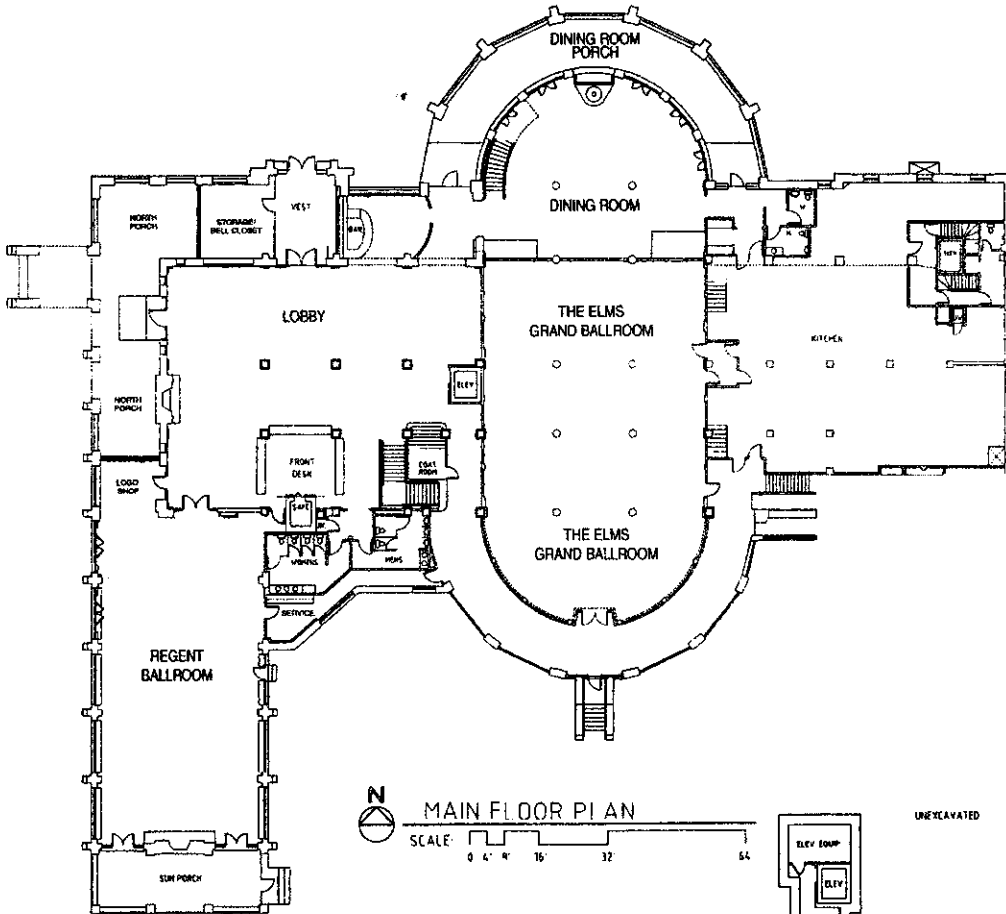 DINING ROOM
PORCH
NORTH
PORCH
STORAGE/
BELL CLOSET
VEST
BAR
DINING ROOM
LOBBY
THE ELMS
GRAND BALLROOM
KITCHEN
ELEV
NORTH
PORCH
LOGO
SHOP
FRONT
DESK
COAT
ROOM
SAFE
WOMENS
MENS
THE ELMS
GRAND BALLROOM
SERVICE
REGENT
BALLROOM
SUN PORCH
N
MAIN FLOOR PLAN
SCALE:
0 4' 8' 16' 32' 64
UNEXCAVATED
ELEV EQUIP
ELEV